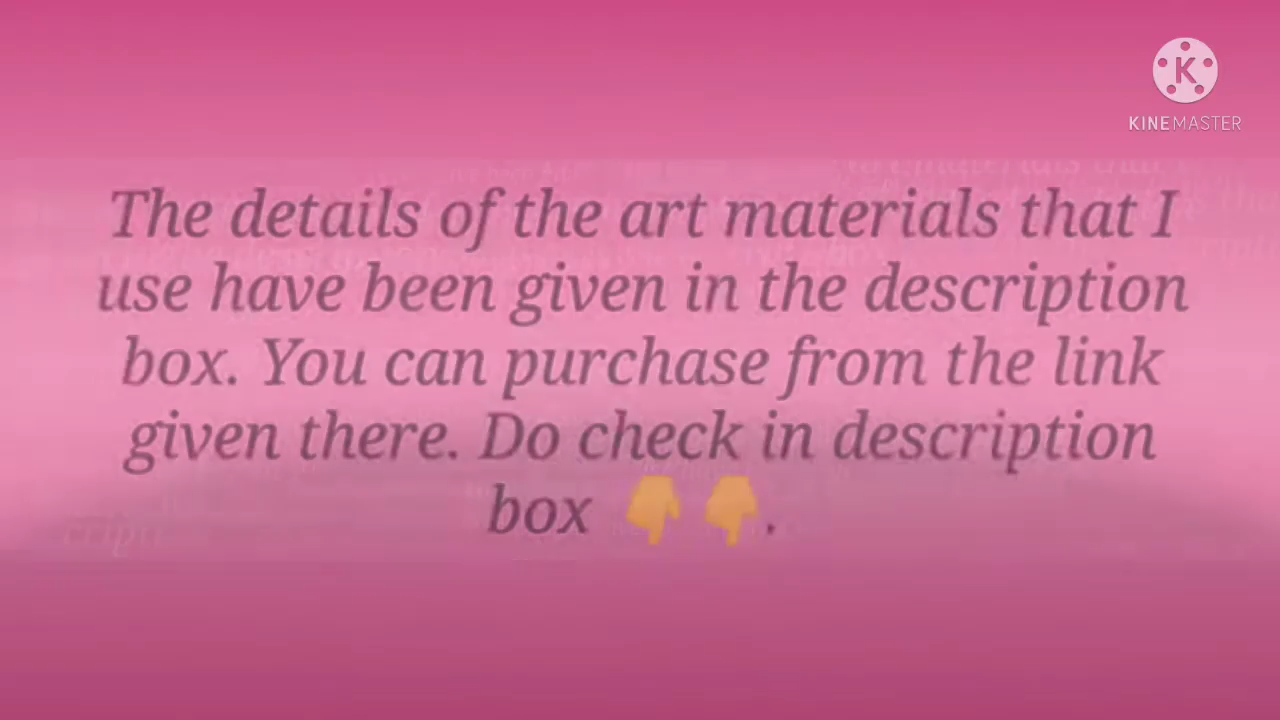 KINEMASTER
The details of the art materials that I
use have been given in the description
box. You can purchase from the link
given there. Do check in description
box 👇👇.